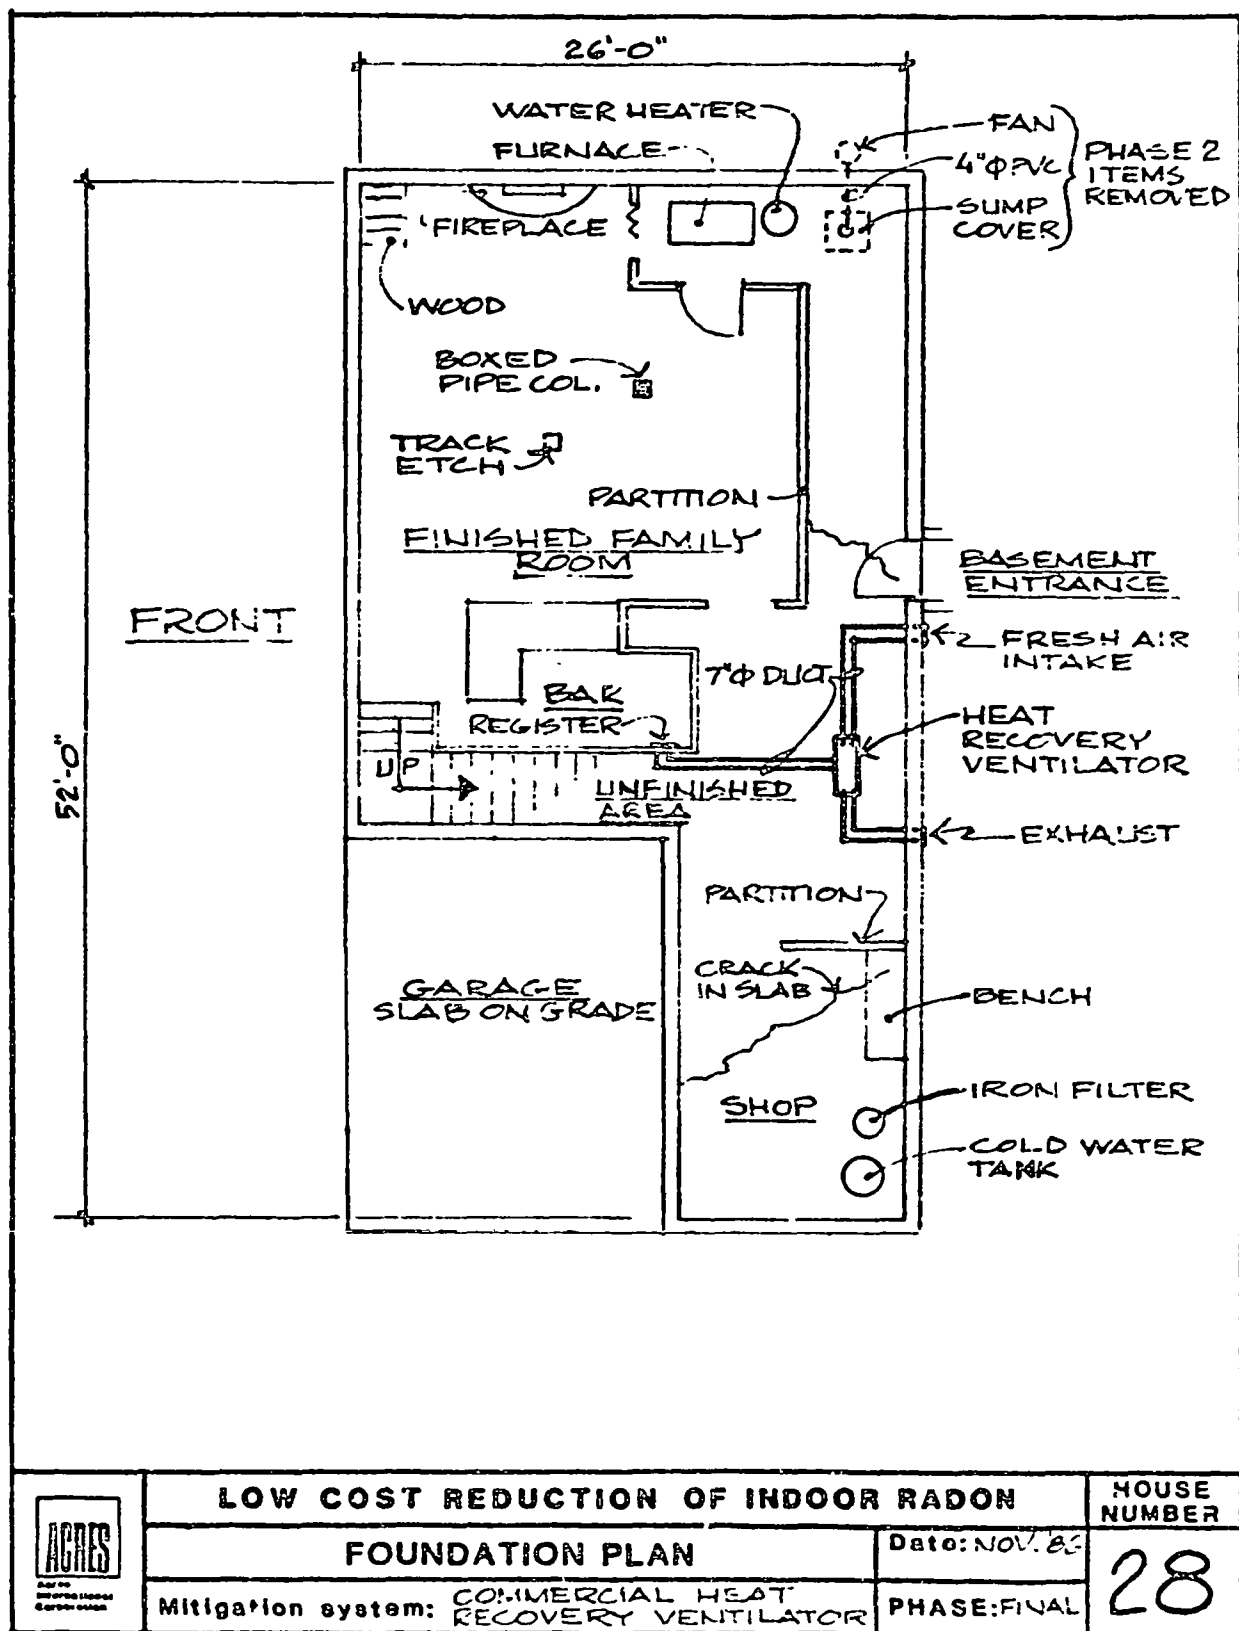 26'-0"
WATER HEATER
FURNACE
FAN
4"Φ PVC
SUMP
COVER
PHASE 2
ITEMS
REMOVED
FIREPLACE
WOOD
BOXED
PIPE COL.
TRACK
ETCH
PARTITION
FINISHED FAMILY
ROOM
BASEMENT
ENTRANCE
FRONT
FRESH AIR
INTAKE
7"Φ DUCT
BAR
REGISTER
HEAT
RECOVERY
VENTILATOR
52'-0"
UP
UNFINISHED
AREA
EXHAUST
PARTITION
CRACK
IN SLAB
GARAGE
SLAB ON GRADE
BENCH
SHOP
IRON FILTER
COLD WATER
TANK
ACRES
Acres
International
Corporation
LOW COST REDUCTION OF INDOOR RADON
HOUSE
NUMBER
FOUNDATION PLAN
Date: NOV.
28
Mitigation system: COMMERCIAL HEAT
RECOVERY VENTILATOR
PHASE: FINAL